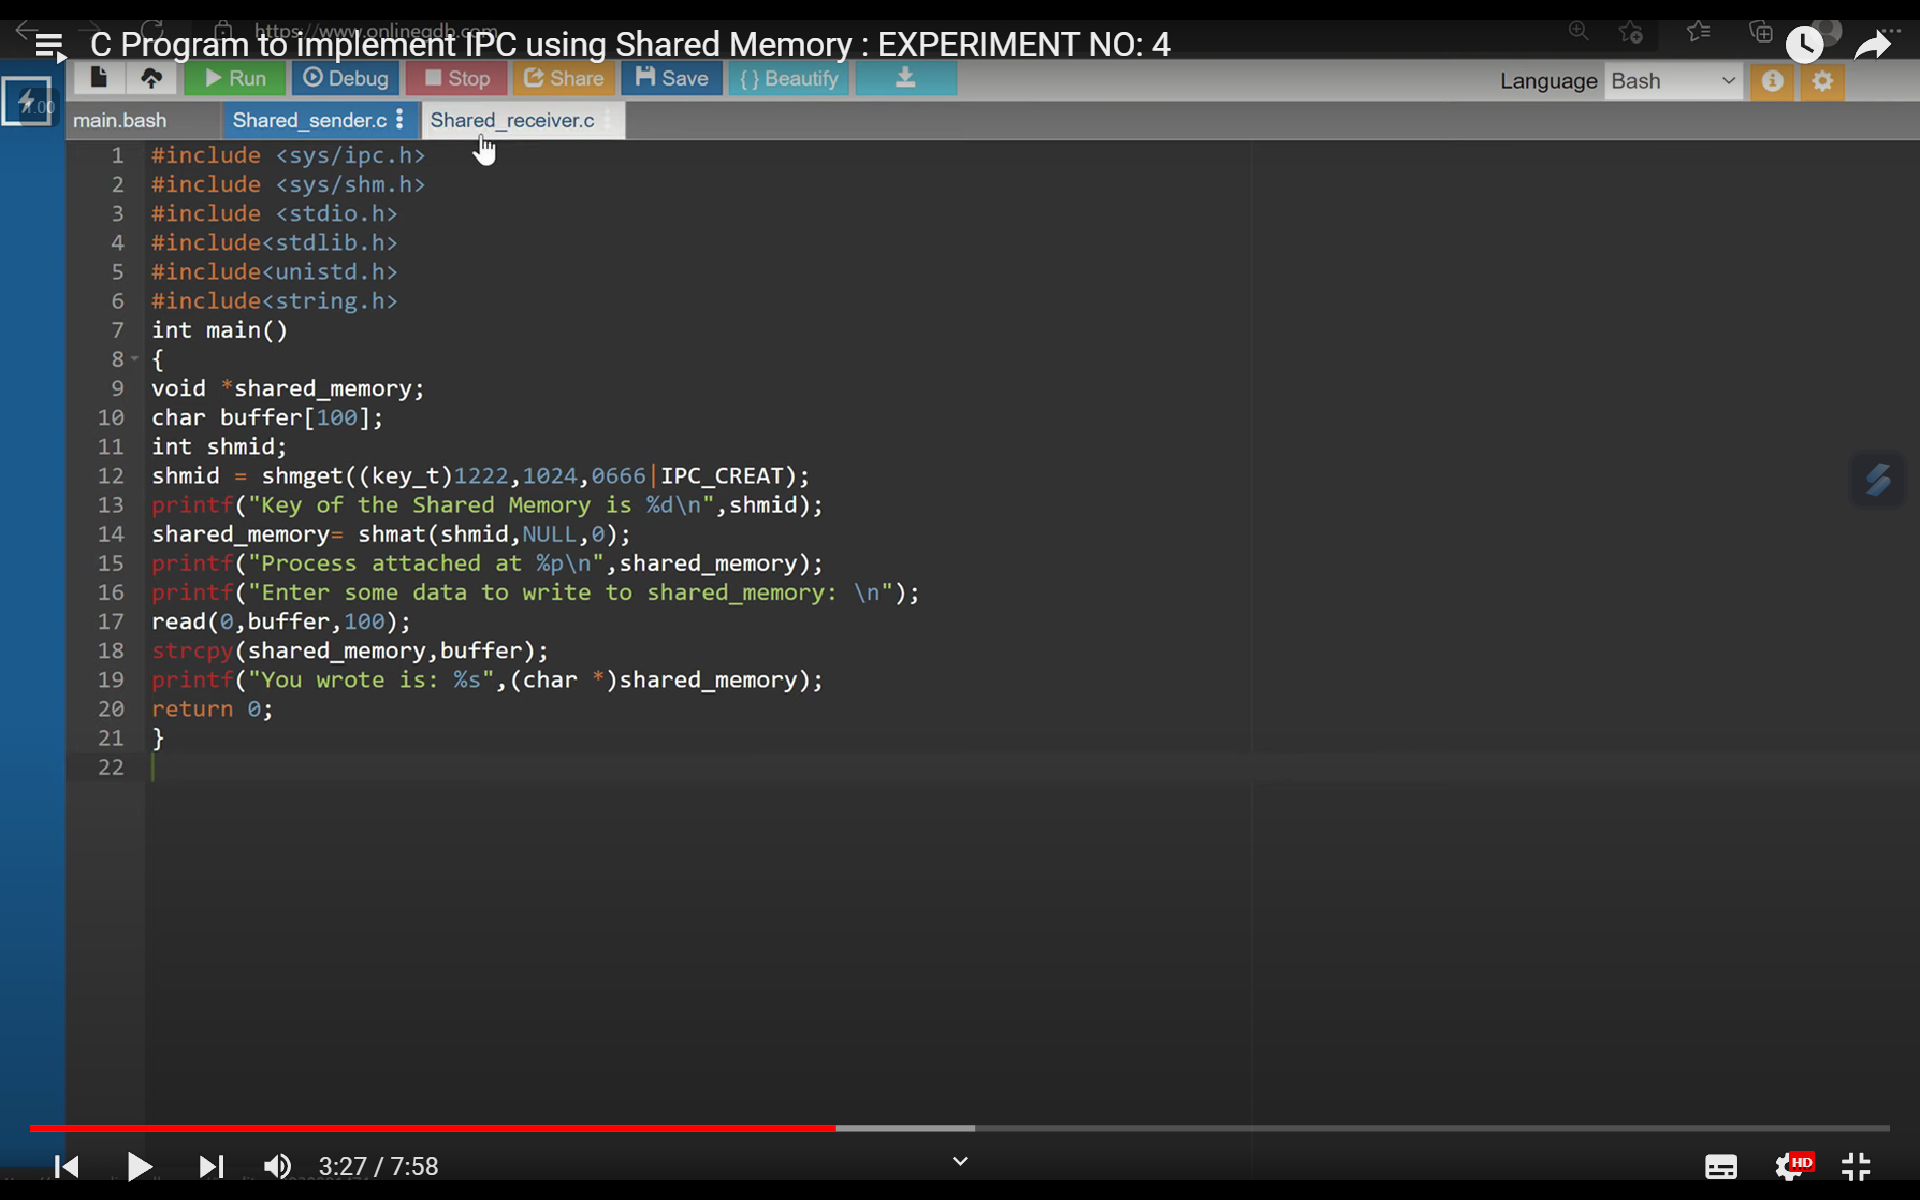 https://www.onlinegdb.com
C Program to implement IPC using Shared Memory : EXPERIMENT NO: 4
Run Debug Stop Share Save { } Beautify Language Bash
1.00
main.bash Shared_sender.c Shared_receiver.c
1 #include <sys/ipc.h>
2 #include <sys/shm.h>
3 #include <stdio.h>
4 #include<stdlib.h>
5 #include<unistd.h>
6 #include<string.h>
7 int main()
8 {
9 void *shared_memory;
10 char buffer[100];
11 int shmid;
12 shmid = shmget((key_t)1222,1024,0666|IPC_CREAT);
13 printf("Key of the Shared Memory is %d\n",shmid);
14 shared_memory= shmat(shmid,NULL,0);
15 printf("Process attached at %p\n",shared_memory);
16 printf("Enter some data to write to shared_memory: \n");
17 read(0,buffer,100);
18 strcpy(shared_memory,buffer);
19 printf("You wrote is: %s",(char *)shared_memory);
20 return 0;
21 }
22
3:27 / 7:58 HD